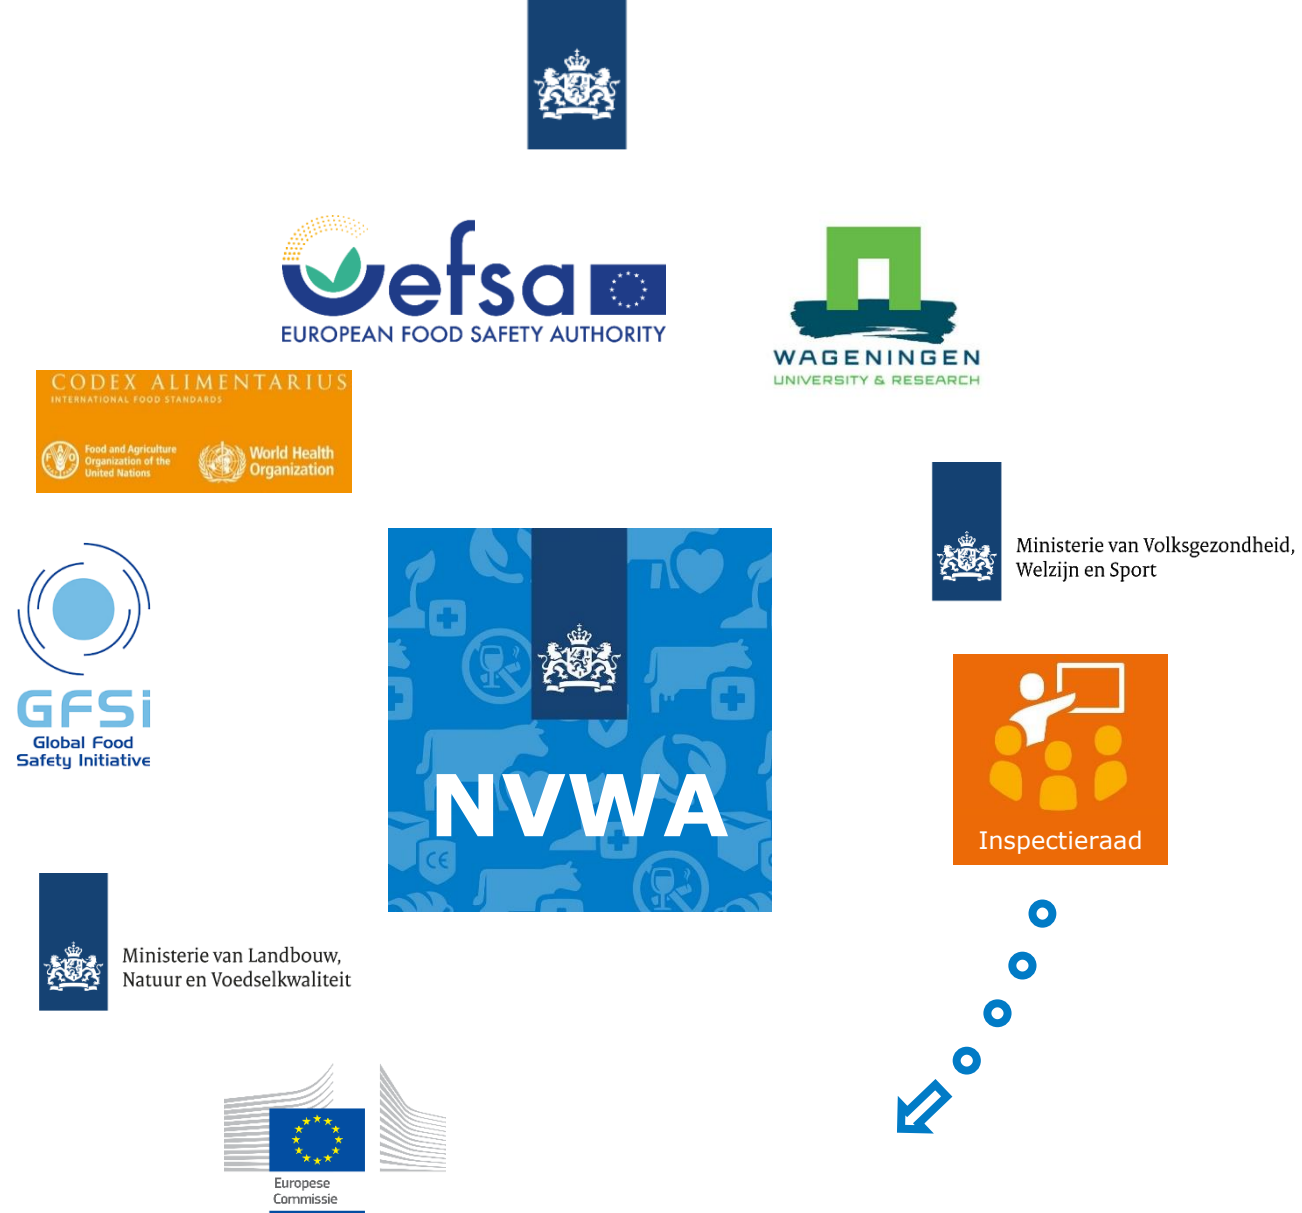 efsa
EUROPEAN FOOD SAFETY AUTHORITY
WAGENINGEN
UNIVERSITY & RESEARCH
CODEX ALIMENTARIUS
INTERNATIONAL FOOD STANDARDS
FAO
Food and Agriculture
Organization of the
United Nations
World Health
Organization
Ministerie van Volksgezondheid,
Welzijn en Sport
GFSi
Global Food
Safety Initiative
NVWA
CE
Inspectieraad
Ministerie van Landbouw,
Natuur en Voedselkwaliteit
Europese
Commissie